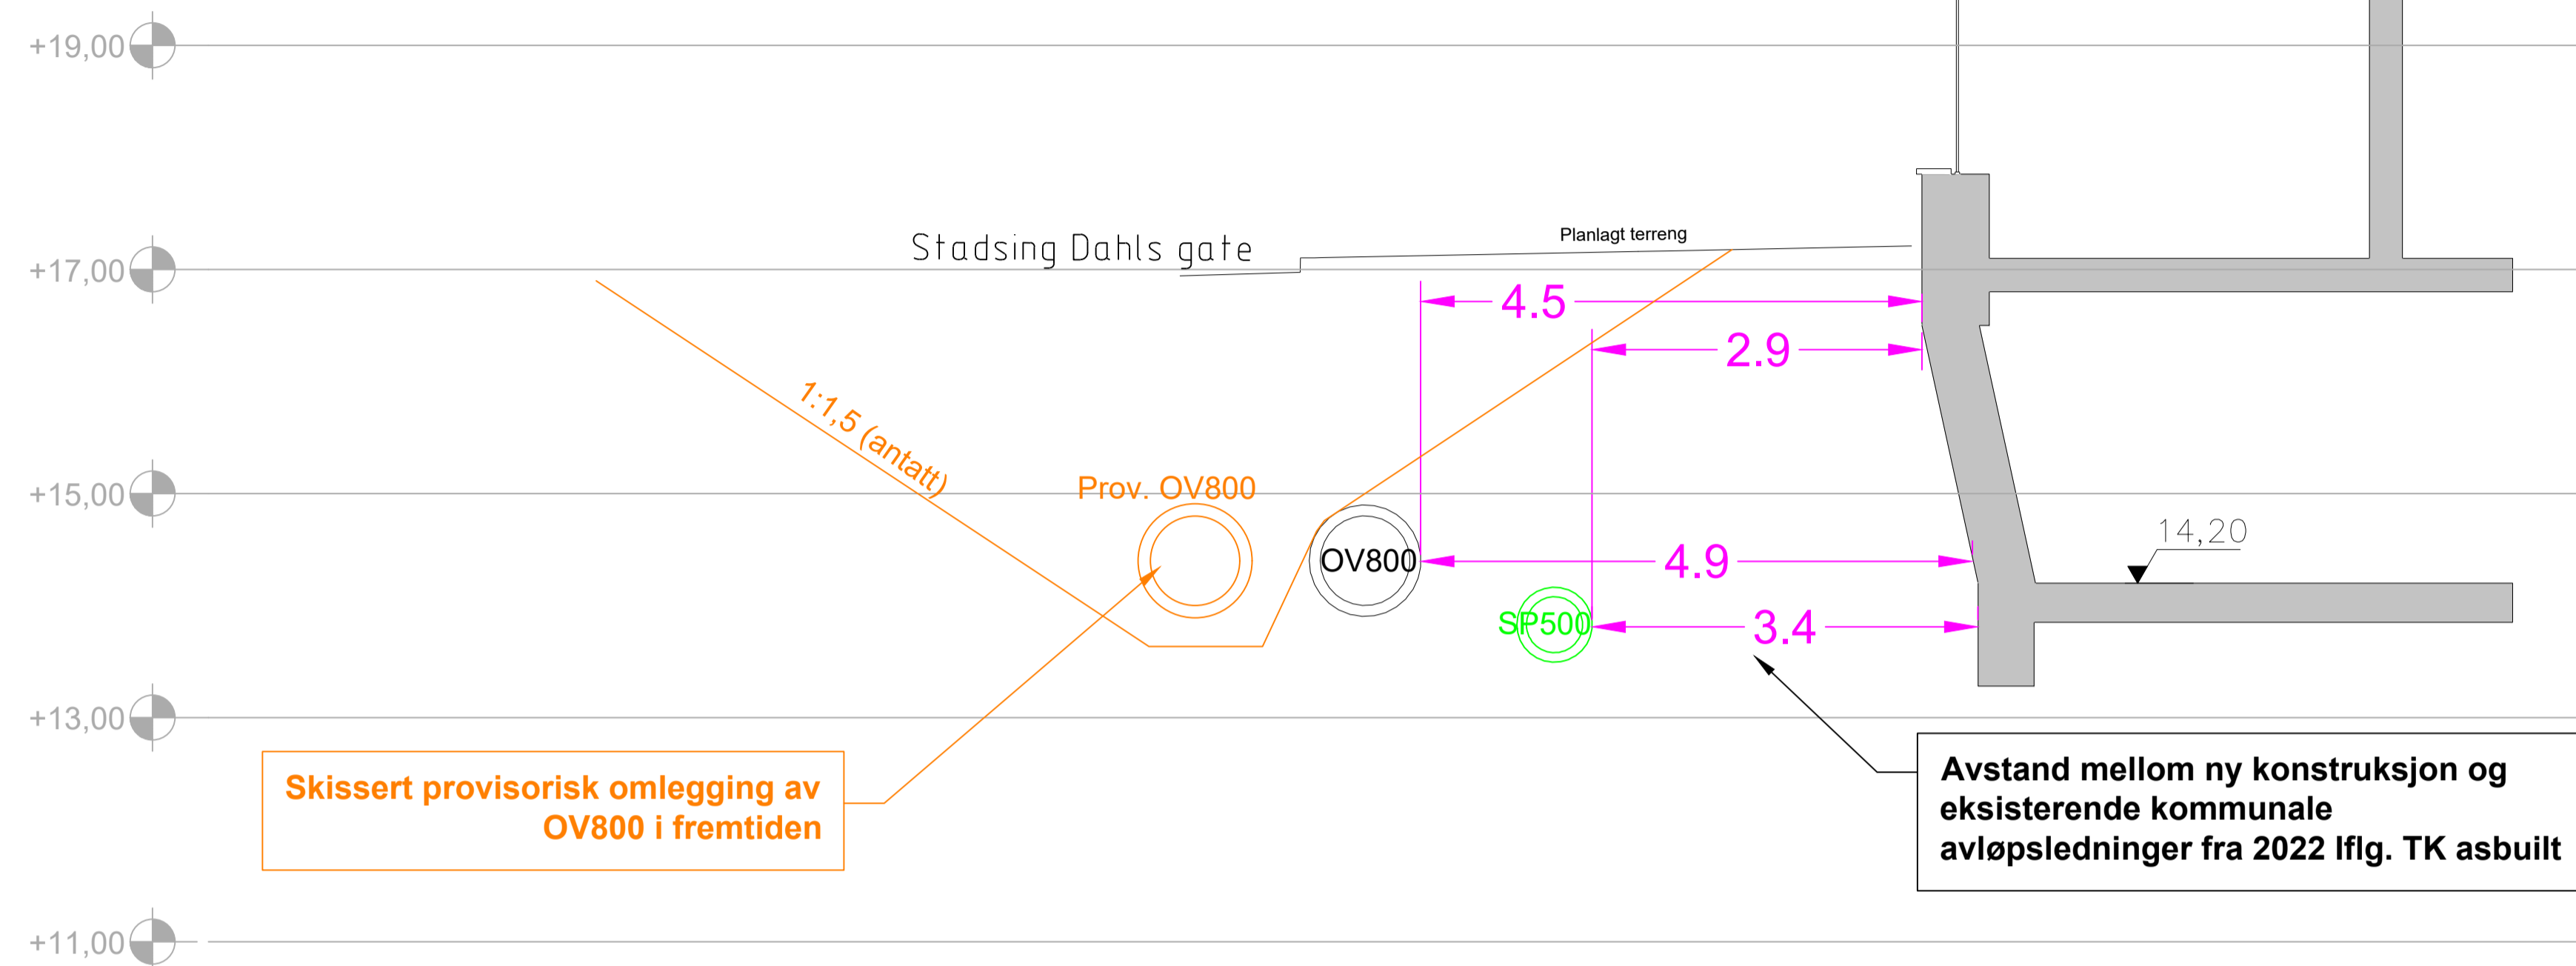 +19,00
Stadsing Dahls gate
Planlagt terreng
+17,00
4.5
2.9
1:1,5 (antatt)
Prov. OV800
+15,00
14,20
OV800
4.9
SP500
3.4
+13,00
Skissert provisorisk omlegging av
OV800 i fremtiden
Avstand mellom ny konstruksjon og
eksisterende kommunale
avløpsledninger fra 2022 Iflg. TK asbuilt
+11,00